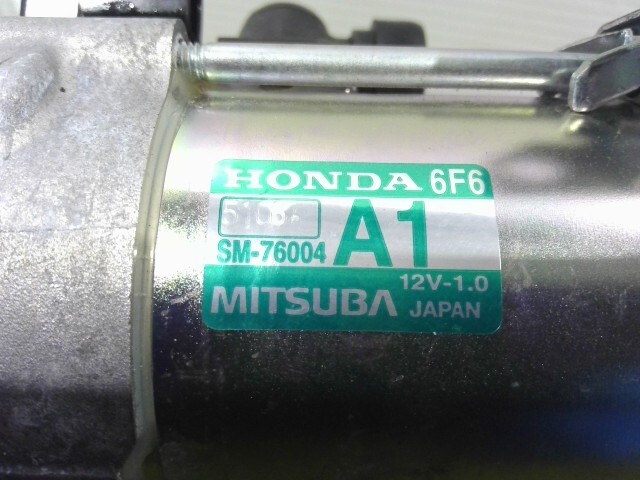 HONDA 6F6
A1
SM-76004
12V-1.0
MITSUBA JAPAN